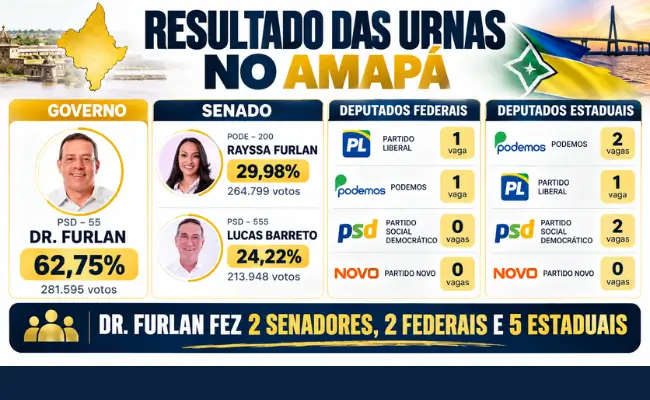 RESULTADO DAS URNAS
NO AMAPÁ
GOVERNO
PSD – 55
DR. FURLAN
62,75%
281.595 votos
SENADO
PODE – 200
RAYSSA FURLAN
29,98%
264.799 votos
PSD – 555
LUCAS BARRETO
24,22%
213.948 votos
DEPUTADOS FEDERAIS
PL
PARTIDO
LIBERAL
1
vaga
podemos
PODEMOS
1
vaga
psd
PARTIDO
SOCIAL
DEMOCRÁTICO
0
vagas
NOVO
PARTIDO NOVO
0
vagas
DEPUTADOS ESTADUAIS
podemos
PODEMOS
2
vagas
PL
PARTIDO
LIBERAL
1
vaga
psd
PARTIDO
SOCIAL
DEMOCRÁTICO
2
vagas
NOVO
PARTIDO NOVO
0
vagas
DR. FURLAN FEZ 2 SENADORES, 2 FEDERAIS E 5 ESTADUAIS